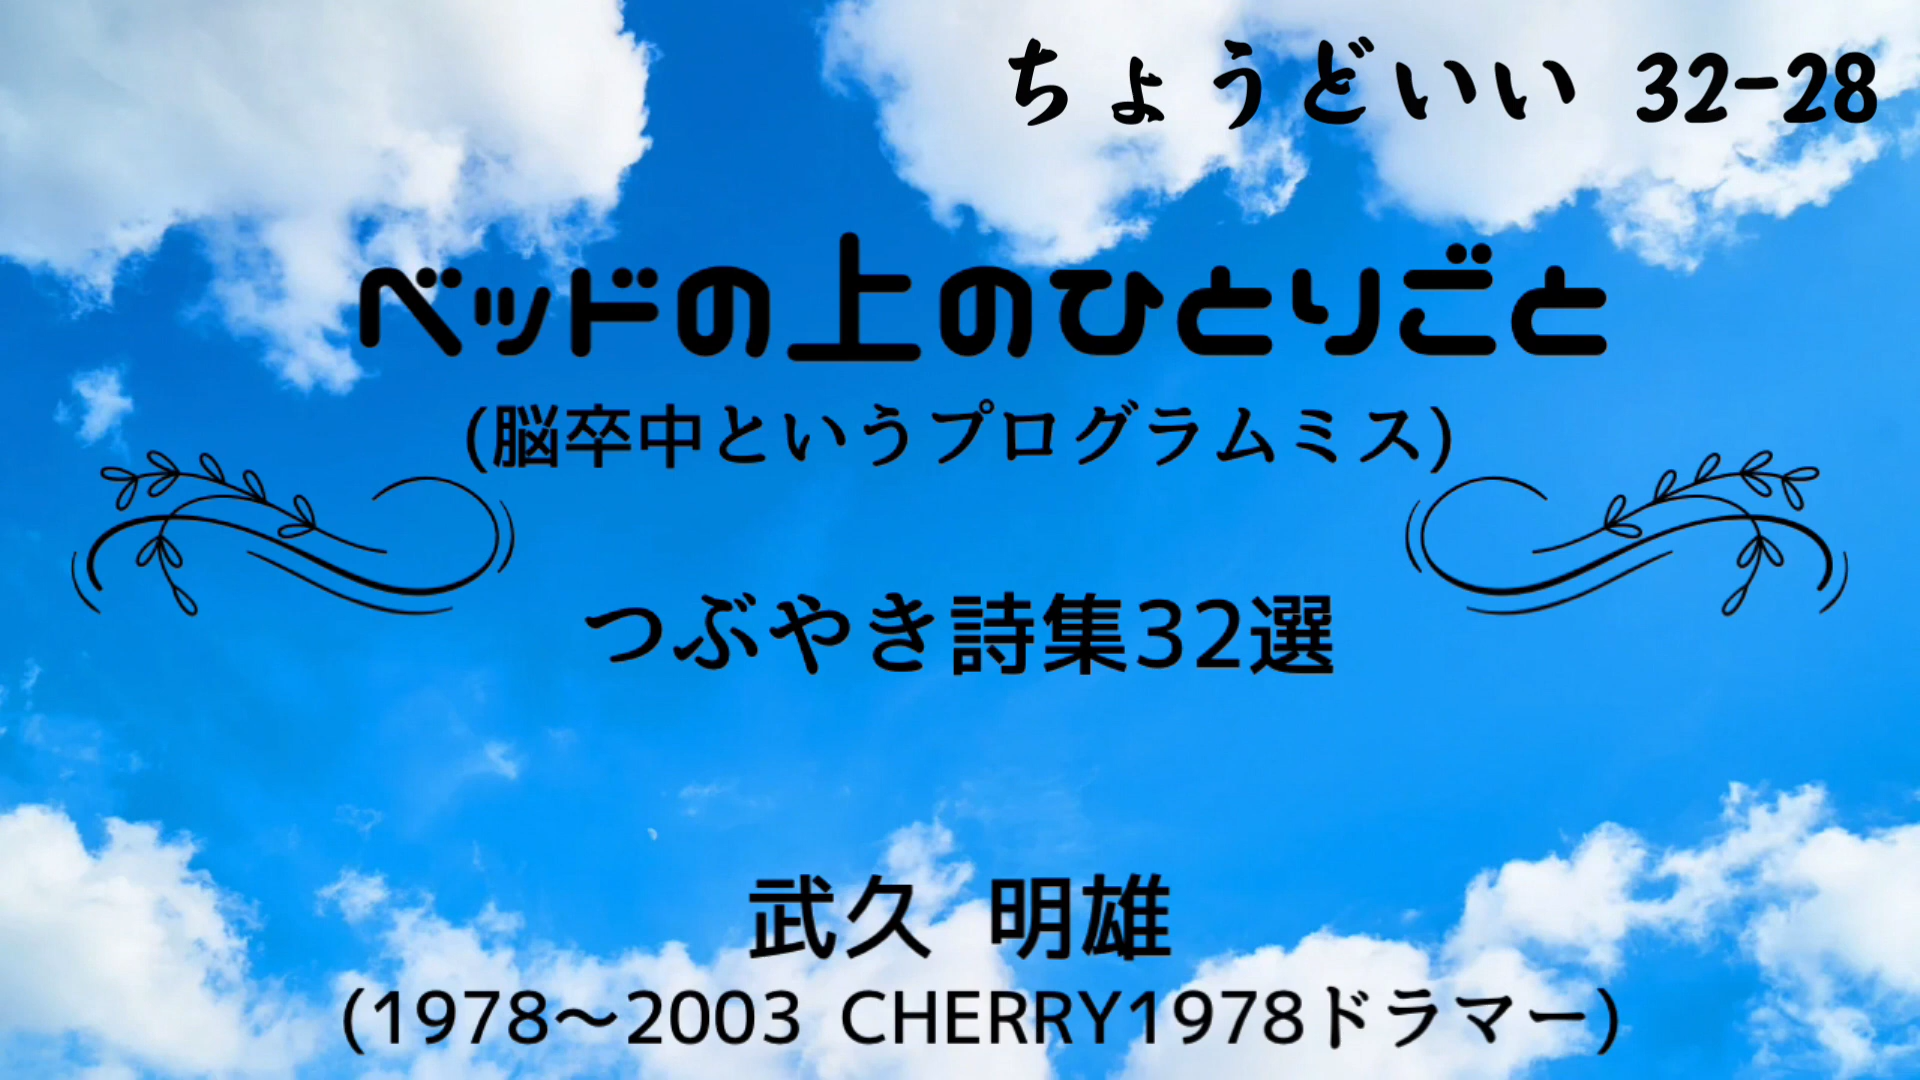 ちょうどいい 32-28
ベッドの上のひとりごと
(脳卒中というプログラムミス)
つぶやき詩集32選
武久 明雄
(1978～2003 CHERRY1978ドラマー)